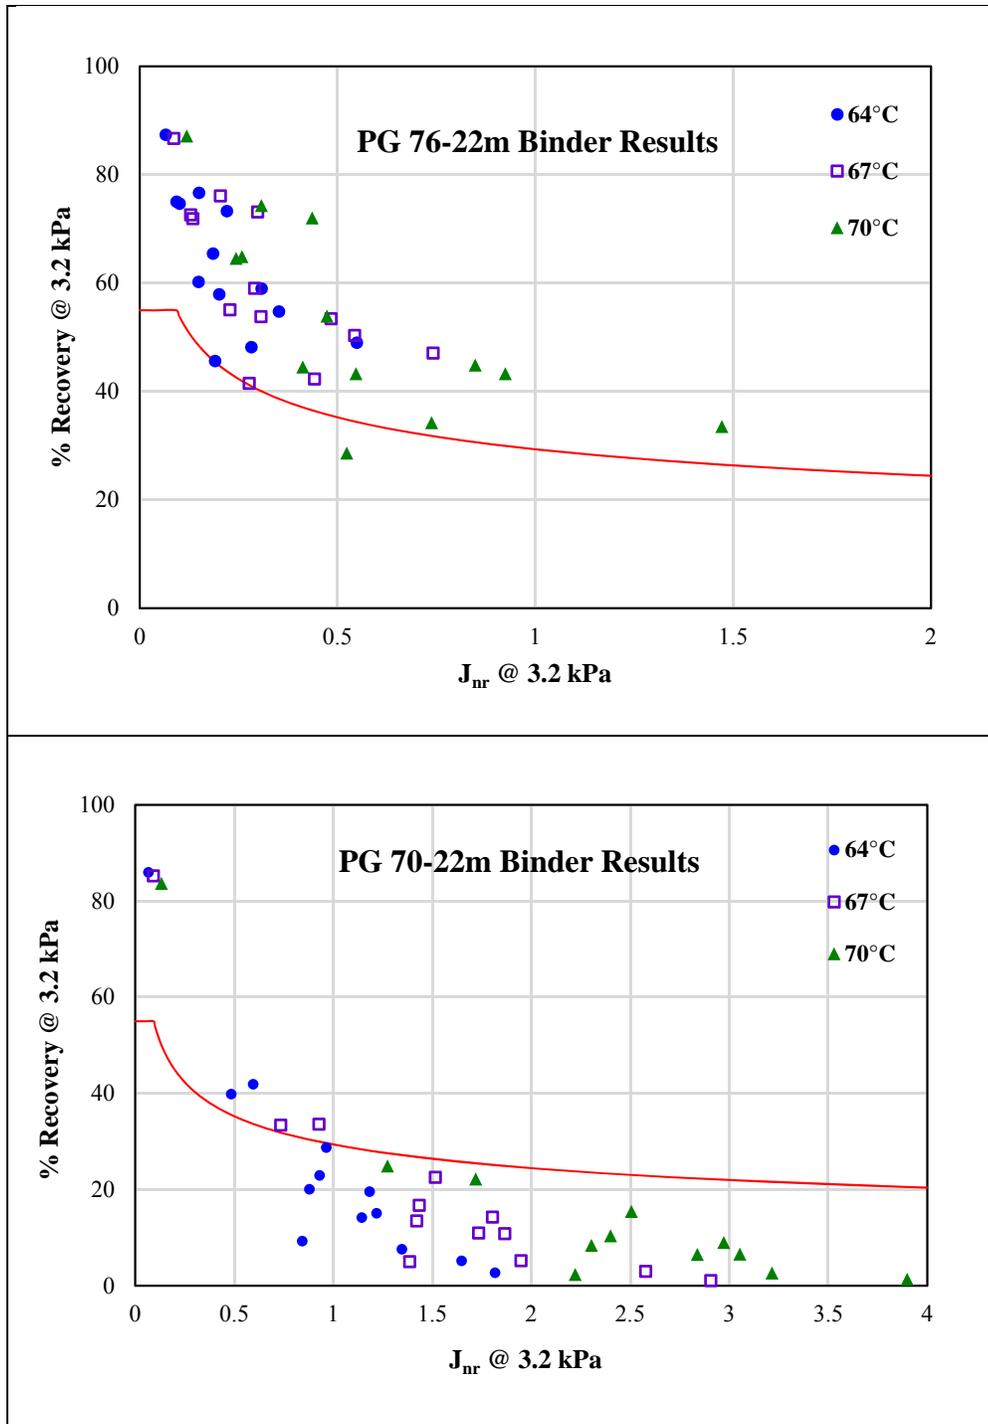 PG 76-22m Binder Results
% Recovery @ 3.2 kPa
100
80
60
40
20
0
0 0.5 1 1.5 2
J_nr @ 3.2 kPa
64°C
67°C
70°C
PG 70-22m Binder Results
% Recovery @ 3.2 kPa
100
80
60
40
20
0
0 0.5 1 1.5 2 2.5 3 3.5 4
J_nr @ 3.2 kPa
64°C
67°C
70°C